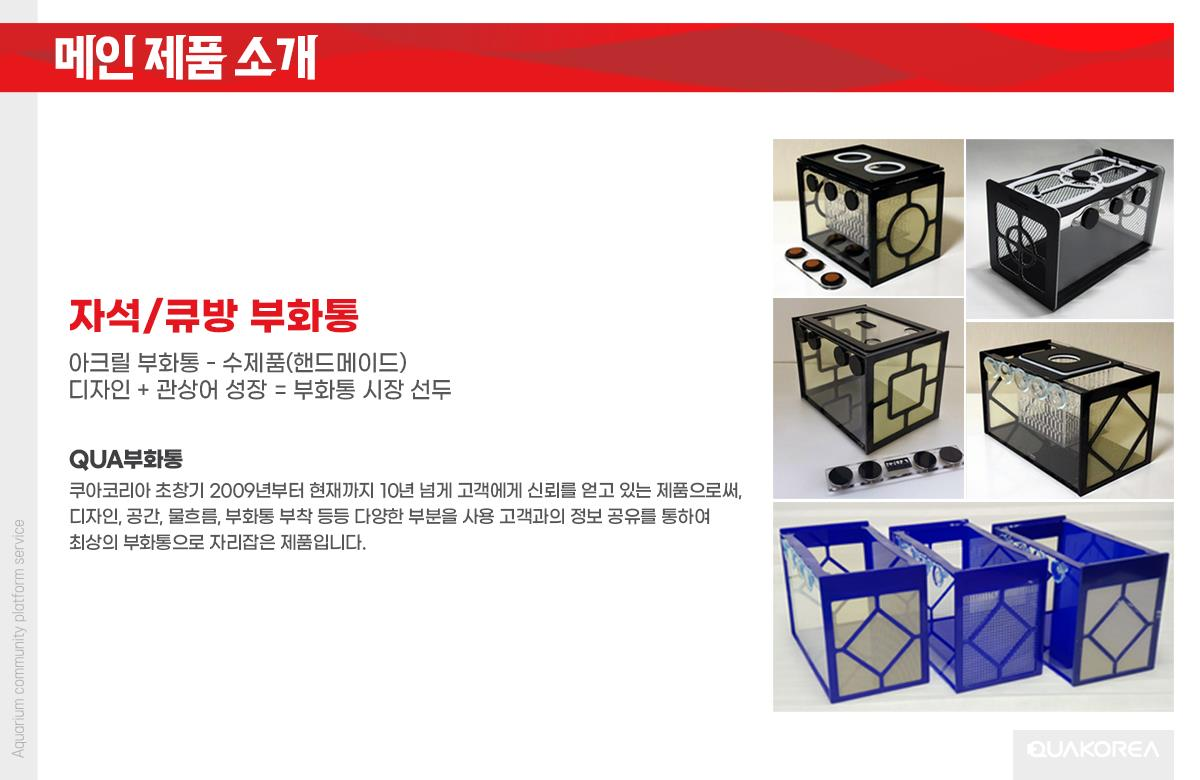 메인 제품 소개
자석/큐방 부화통
아크릴 부화통 - 수제품(핸드메이드)
디자인 + 관상어 성장 = 부화통 시장 선두
QUA부화통
쿠아코리아 초창기 2009년부터 현재까지 10년 넘게 고객에게 신뢰를 얻고 있는 제품으로써,
디자인, 공간, 물흐름, 부화통 부착 등등 다양한 부분을 사용 고객과의 정보 공유를 통하여
최상의 부화통으로 자리잡은 제품입니다.
Aquarium community platform service
QUAKOREA